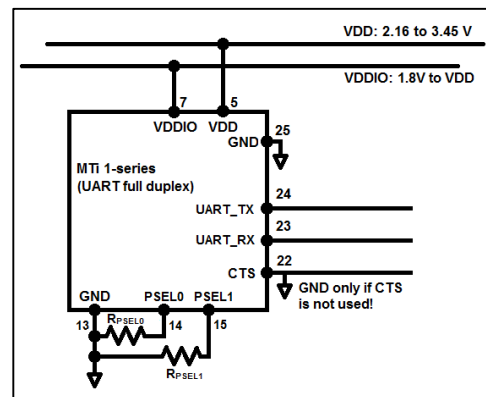 VDD: 2.16 to 3.45 V
VDDIO: 1.8V to VDD
7
5
VDDIO
VDD
25
GND
MTi 1-series
(UART full duplex)
24
UART_TX
23
UART_RX
22
CTS
GND only if CTS
is not used!
GND
PSEL0
PSEL1
13
RPSEL0
14
15
RPSEL1